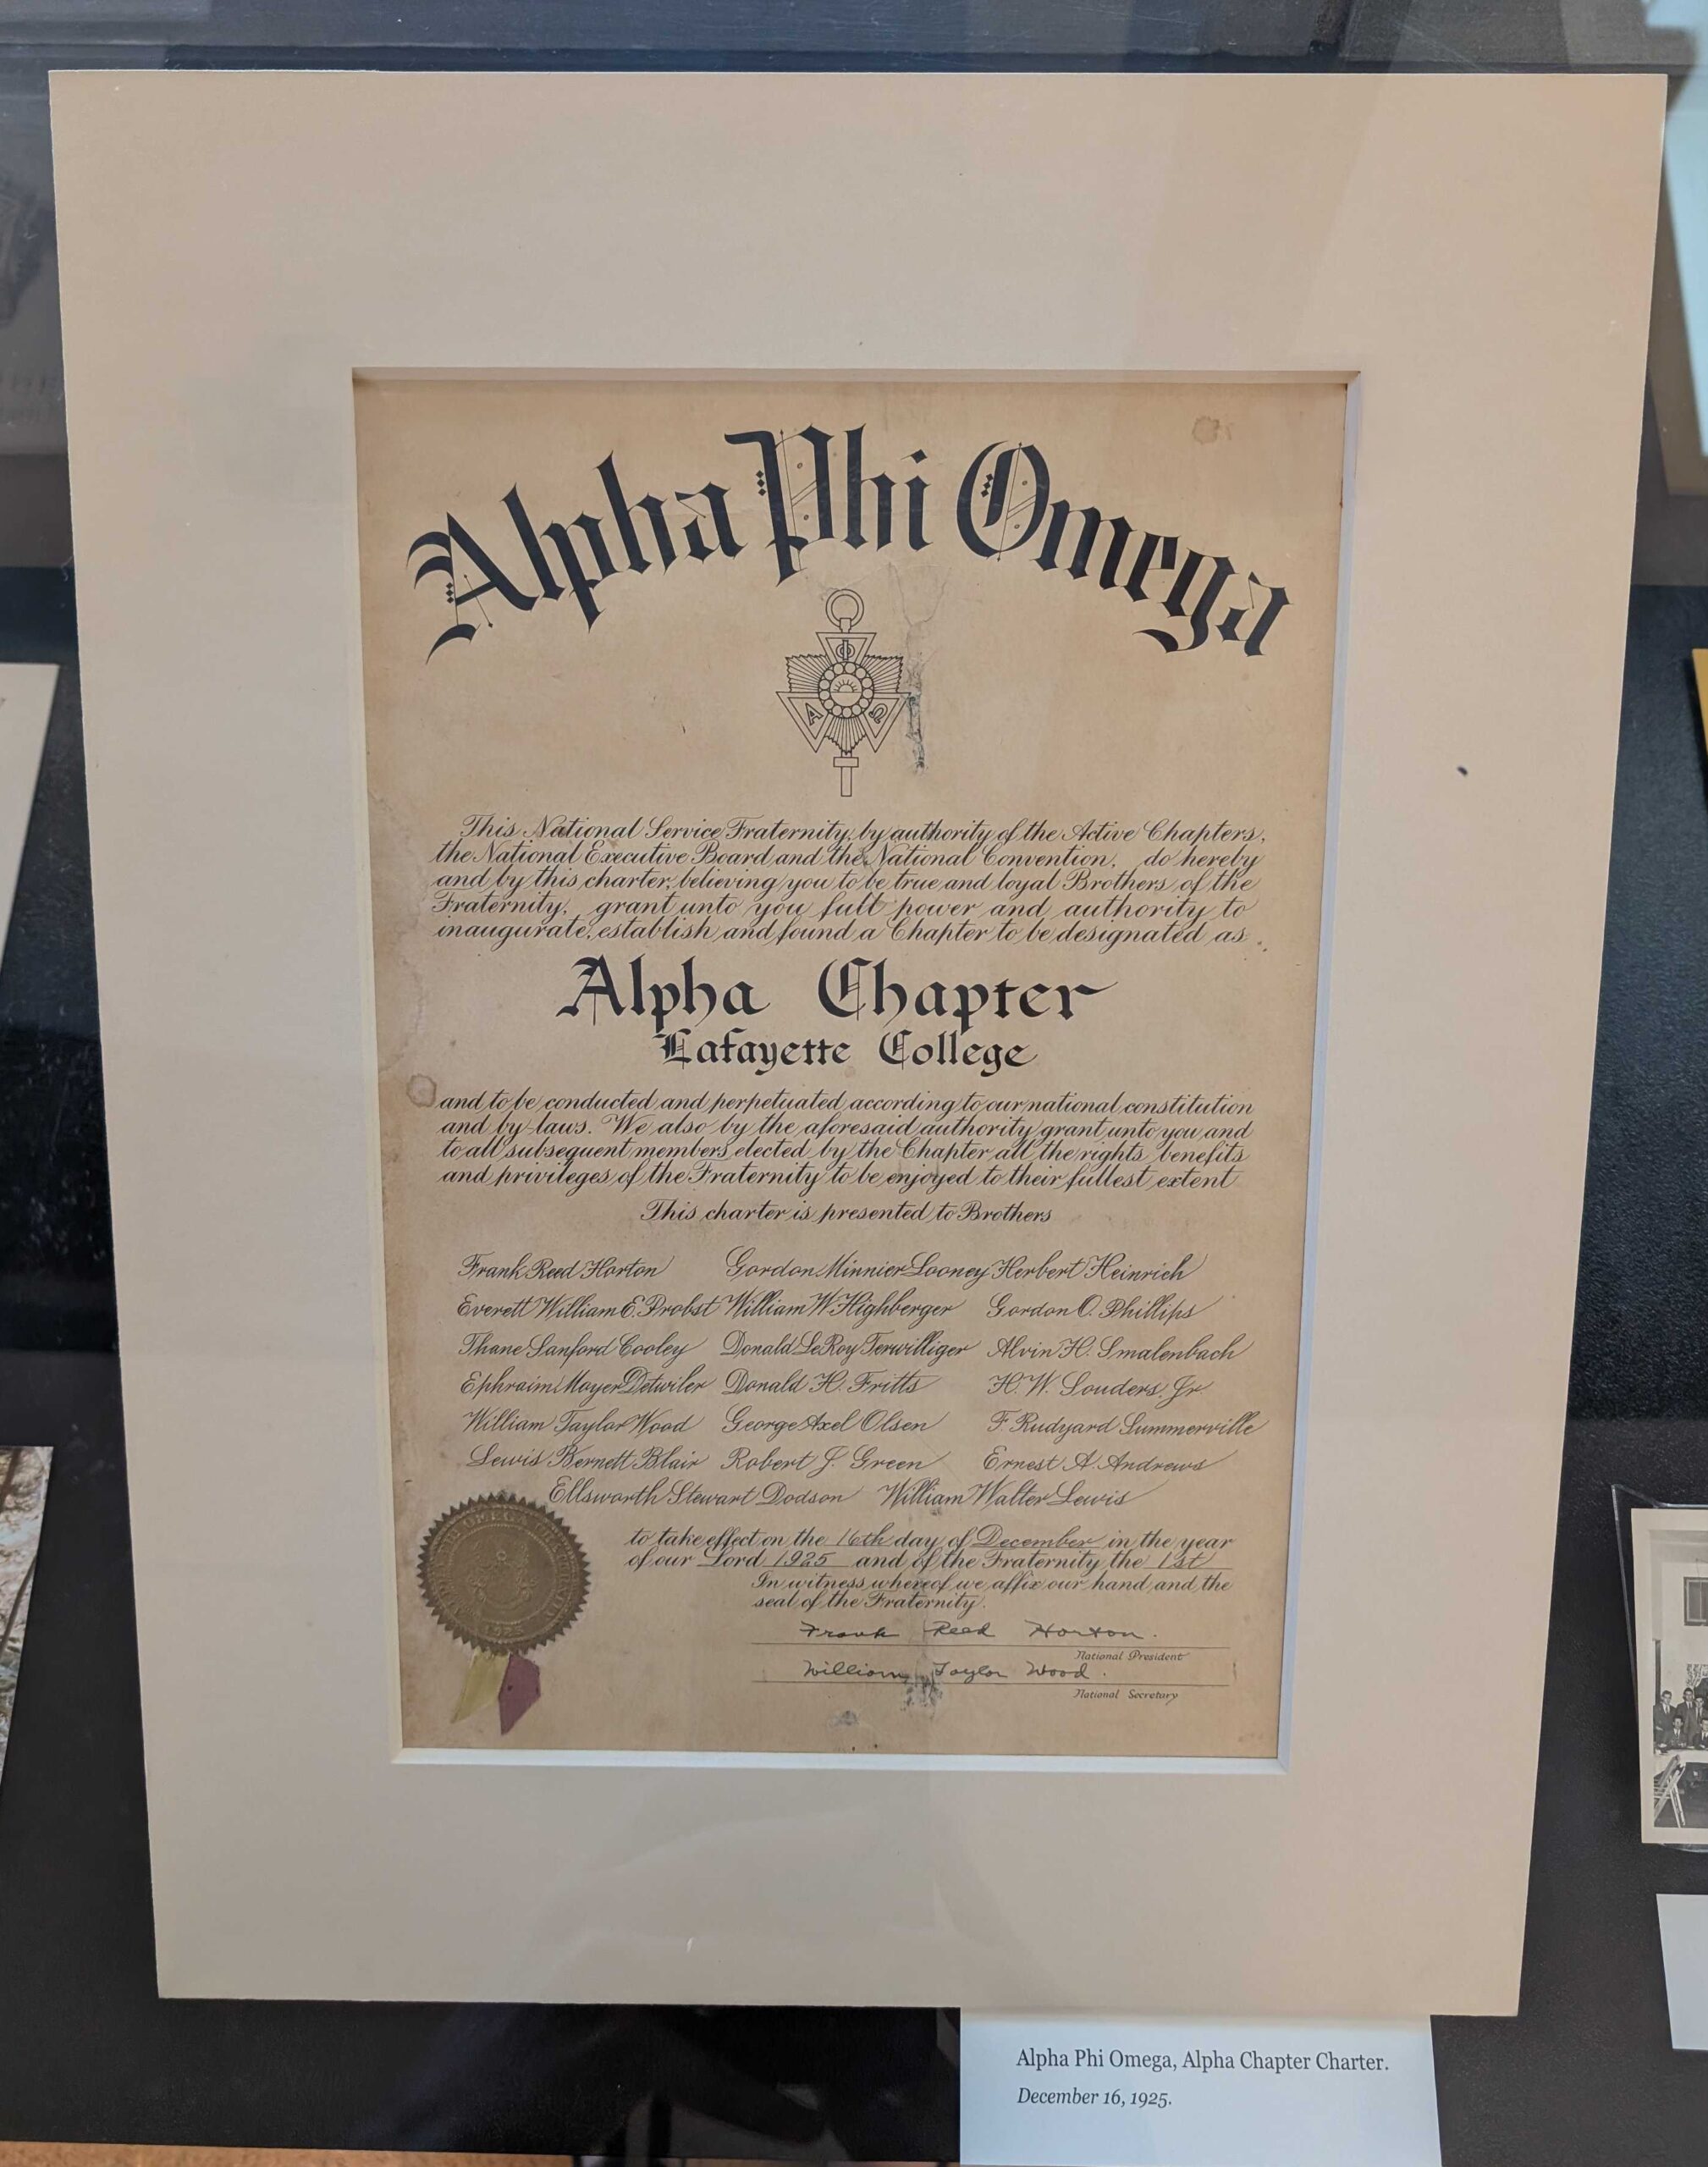 Alpha Phi Omega
Φ
Α Ω
This National Service Fraternity, by authority of the Active Chapters,
the National Executive Board and the National Convention, do hereby
and by this charter, believing you to be true and loyal Brothers of the
Fraternity, grant unto you full power and authority to
inaugurate, establish and found a Chapter to be designated as
Alpha Chapter
Lafayette College
and to be conducted and perpetuated according to our national constitution
and by-laws. We also by the aforesaid authority grant unto you and
to all subsequent members elected by the Chapter all the rights, benefits
and privileges of the Fraternity to be enjoyed to their fullest extent
This charter is presented to Brothers
Frank Reed Horton Gordon Minnier Looney Herbert Heinrich
Everett William E. Probst William W. Highberger Gordon O. Phillips
Thane Sanford Cooley Donald LeRoy Terwilliger Alvin H. Smalenbach
Ephraim Moyer Detwiler Donald H. Fritts H. W. Souders, Jr
William Taylor Wood George Axel Olsen F. Rudyard Summerville
Lewis Bernett Blair Robert J. Green Ernest A. Andrews
Ellsworth Stewart Dodson William Walter Lewis
to take effect on the 16th day of December in the year
of our Lord 1925 and of the Fraternity the 1st
In witness whereof we affix our hand and the
seal of the Fraternity.
Frank Reed Horton.
National President
William Taylor Wood.
National Secretary
OMEGA
1925
Alpha Phi Omega, Alpha Chapter Charter.
December 16, 1925.